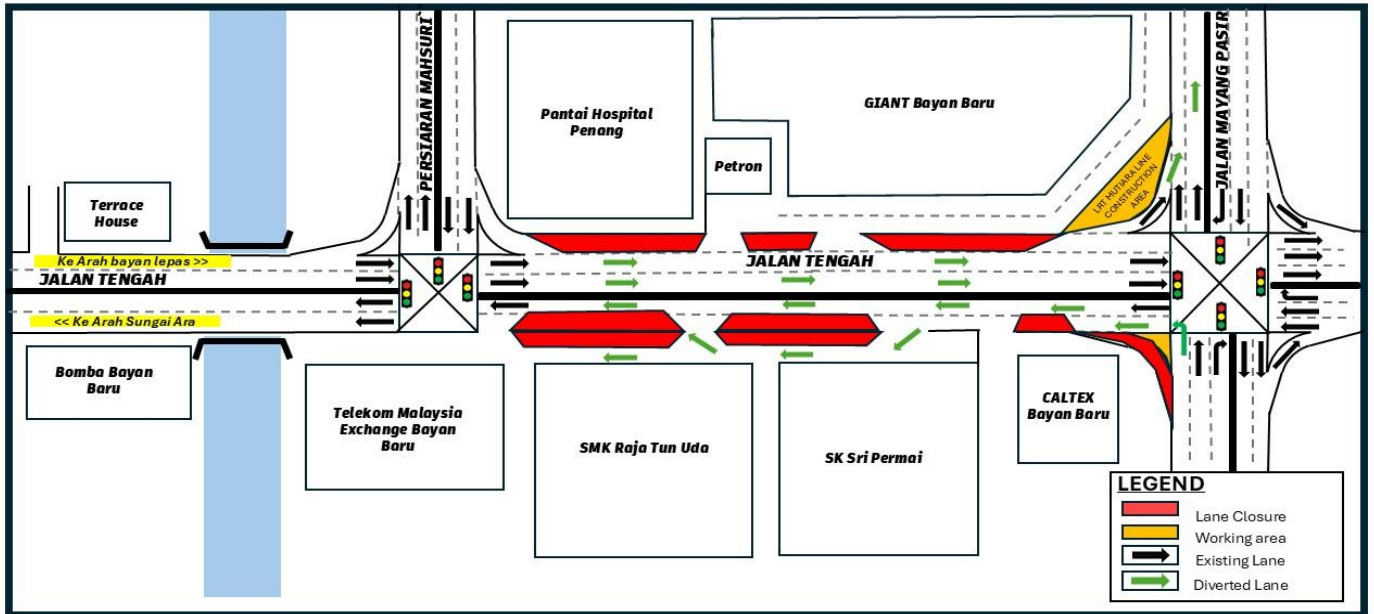 PERSIARAN MAHSURI
JALAN MAYANG PASIR
Pantai Hospital
Penang
GIANT Bayan Baru
Petron
LRT MUTIARA LINE
CONSTRUCTION
AREA
Terrace
House
Ke Arah bayan lepas >>
JALAN TENGAH
JALAN TENGAH
<< Ke Arah Sungai Ara
Bomba Bayan
Baru
Telekom Malaysia
Exchange Bayan
Baru
SMK Raja Tun Uda
SK Sri Permai
CALTEX
Bayan Baru
LEGEND
Lane Closure
Working area
Existing Lane
Diverted Lane